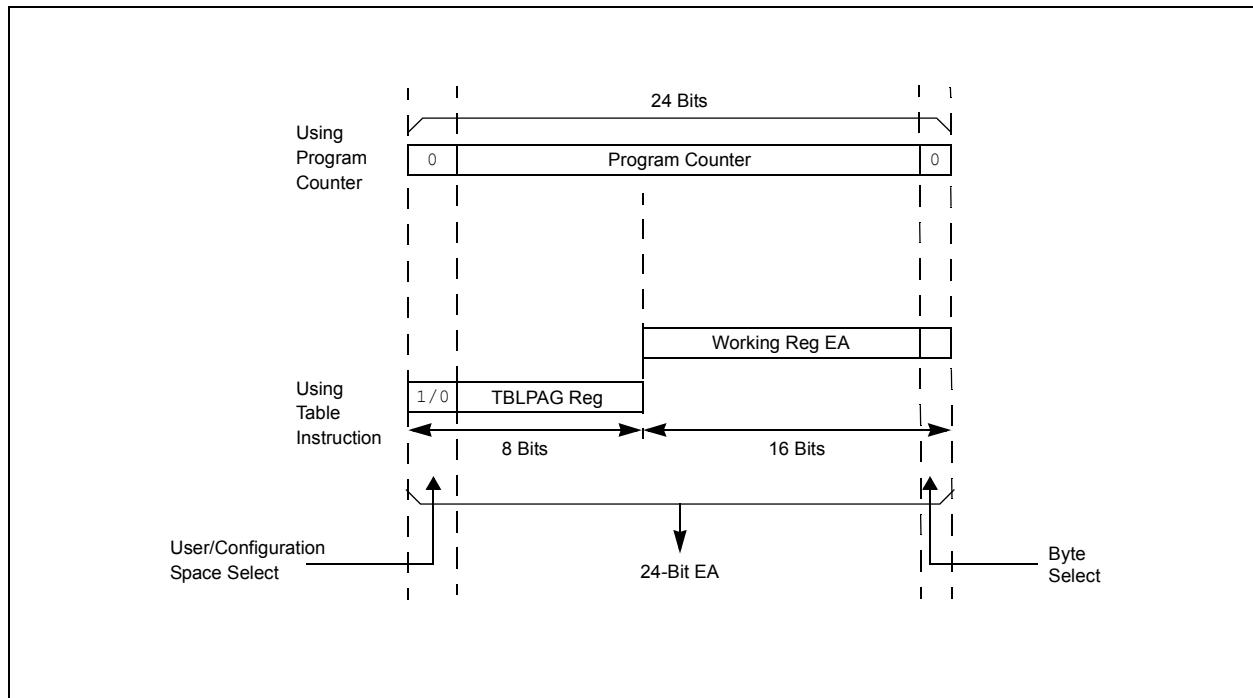 24 Bits
Using
Program
Counter
0
Program Counter
0
Working Reg EA
Using
Table
Instruction
1/0
TBLPAG Reg
8 Bits
16 Bits
User/Configuration
Space Select
24-Bit EA
Byte
Select